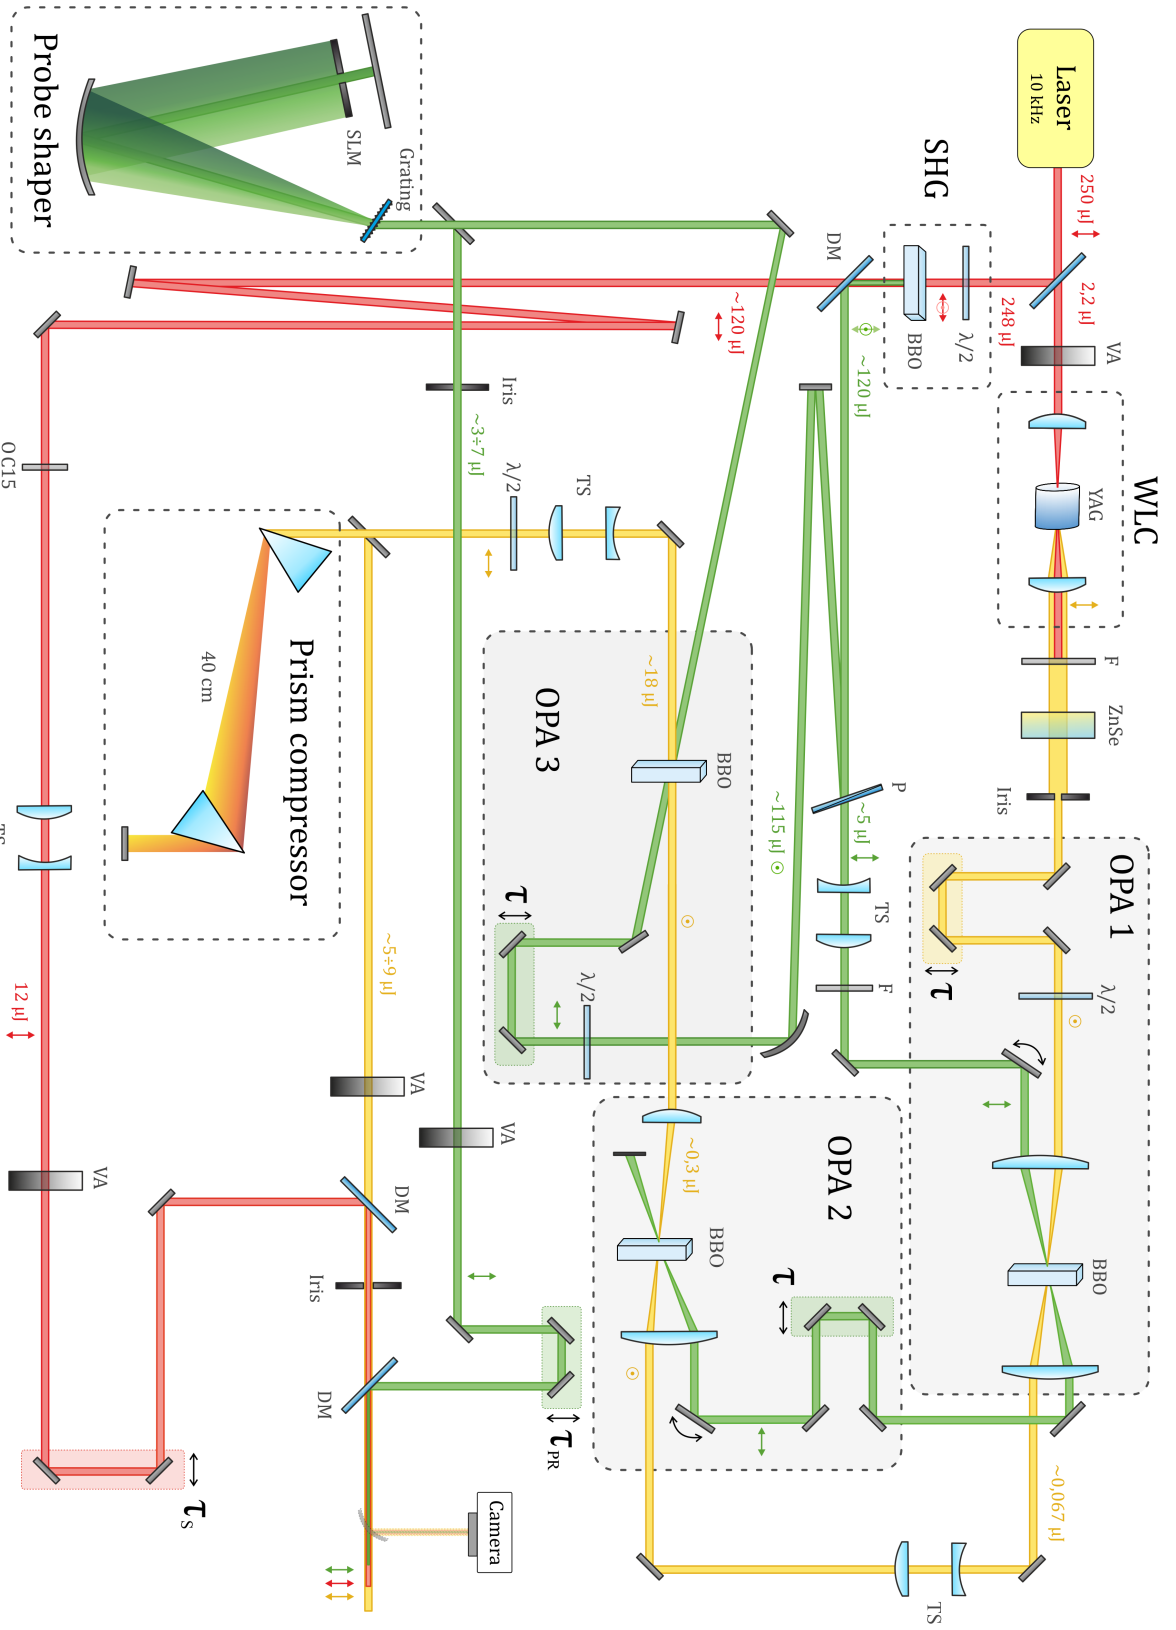 WLC
OPA 1
VA
F
ZnSe
λ/2
BBO
YAG
250 μJ
2,2 μJ
Laser
10 kHz
~0,067 μJ
248 μJ
Iris
λ/2
τ
SHG
TS
BBO
P
F
TS
~120 μJ
~5 μJ
OPA 2
DM
τ
~115 μJ
~120 μJ
BBO
BBO
~0,3 μJ
~18 μJ
λ/2
TS
τPR
OPA 3
τ
λ/2
Iris
VA
Camera
~3÷7 μJ
VA
Grating
DM
~5÷9 μJ
SLM
DM
Iris
Prism compressor
40 cm
τS
VA
Probe shaper
12 μJ
OC15
TS